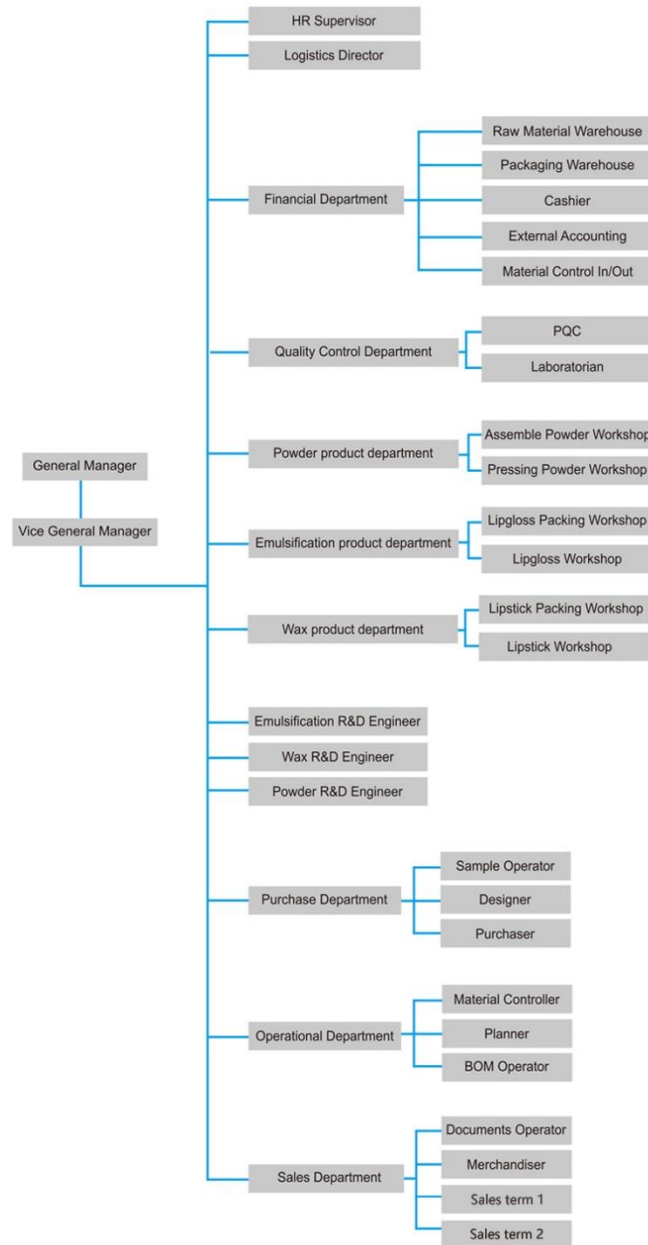 HR Supervisor
Logistics Director
Raw Material Warehouse
Packaging Warehouse
Financial Department
Cashier
External Accounting
Material Control In/Out
PQC
Quality Control Department
Laboratorian
Assemble Powder Workshop
Powder product department
General Manager
Pressing Powder Workshop
Lipgloss Packing Workshop
Vice General Manager
Emulsification product department
Lipgloss Workshop
Lipstick Packing Workshop
Wax product department
Lipstick Workshop
Emulsification R&D Engineer
Wax R&D Engineer
Powder R&D Engineer
Sample Operator
Purchase Department
Designer
Purchaser
Material Controller
Operational Department
Planner
BOM Operator
Documents Operator
Merchandiser
Sales Department
Sales term 1
Sales term 2